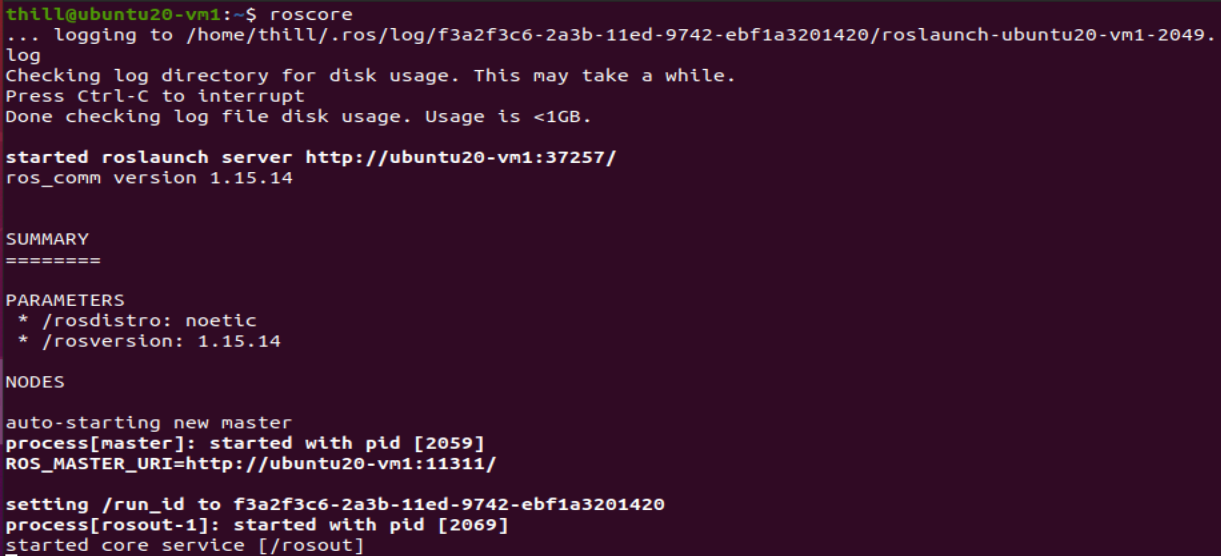 thill@ubuntu20-vm1:~$ roscore
... logging to /home/thill/.ros/log/f3a2f3c6-2a3b-11ed-9742-ebf1a3201420/roslaunch-ubuntu20-vm1-2049.
log
Checking log directory for disk usage. This may take a while.
Press Ctrl-C to interrupt
Done checking log file disk usage. Usage is <1GB.

started roslaunch server http://ubuntu20-vm1:37257/
ros_comm version 1.15.14


SUMMARY
========

PARAMETERS
 * /rosdistro: noetic
 * /rosversion: 1.15.14

NODES

auto-starting new master
process[master]: started with pid [2059]
ROS_MASTER_URI=http://ubuntu20-vm1:11311/

setting /run_id to f3a2f3c6-2a3b-11ed-9742-ebf1a3201420
process[rosout-1]: started with pid [2069]
started core service [/rosout]